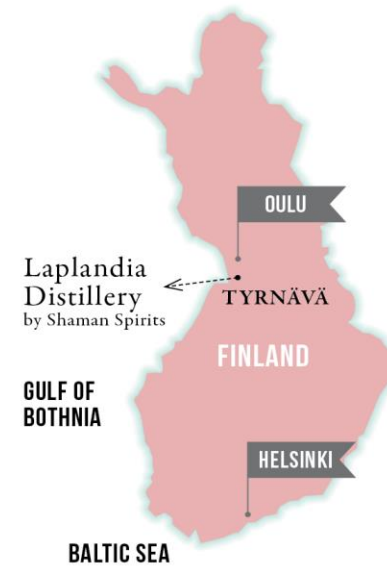 OULU
Laplandia
Distillery
by Shaman Spirits
TYRNÄVÄ
FINLAND
GULF OF
BOTHNIA
HELSINKI
BALTIC SEA